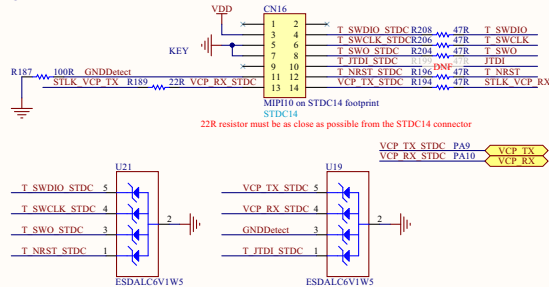 VDD
CN16
1 2
3 4 T_SWDIO_STDC R208 47R T_SWDIO
5 6 T_SWCLK_STDC R206 47R T_SWCLK
KEY 7 8 T_SWO_STDC R204 47R T_SWO
9 10 T_JTDI_STDC R199 DNF JTDI
R187 100R GNDDetect 11 12 T_NRST_STDC R196 47R T_NRST
STLK_VCP_TX R189 22R VCP_RX_STDC 13 14 VCP_TX_STDC R194 47R STLK_VCP_RX
MIPI10 on STDC14 footprint
STDC14
22R resistor must be as close as possible from the STDC14 connector
VCP_TX_STDC PA9 VCP_TX
VCP_RX_STDC PA10 VCP_RX
U21
T_SWDIO_STDC 5
T_SWCLK_STDC 4
2
T_SWO_STDC 3
T_NRST_STDC 1
ESDALC6V1W5
U19
VCP_TX_STDC 5
VCP_RX_STDC 4
2
GNDDetect 3
T_JTDI_STDC 1
ESDALC6V1W5